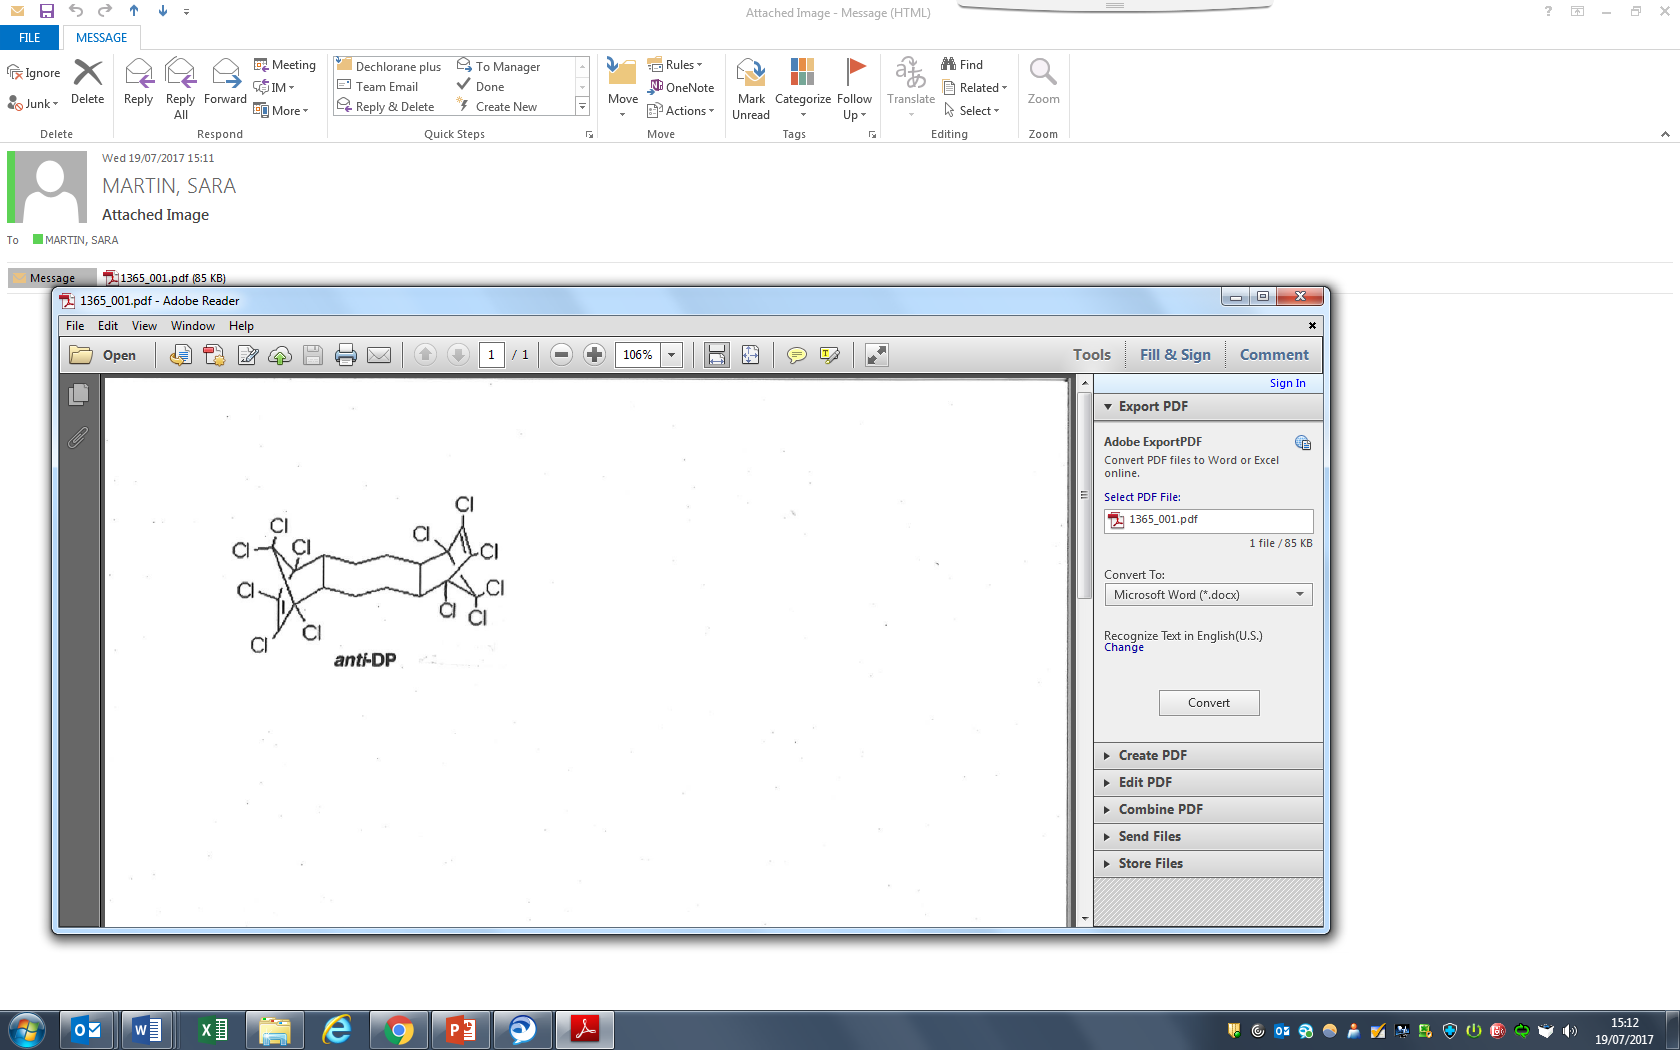 Attached Image - Message (HTML)
FILE MESSAGE
Ignore
Junk
Delete
Delete
Reply
Reply All
Forward
Meeting
IM
More
Respond
Dechlorane plus
Team Email
Reply & Delete
To Manager
Done
Create New
Quick Steps
Move
Rules
OneNote
Actions
Move
Mark Unread
Categorize
Follow Up
Tags
Translate
Find
Related
Select
Editing
Zoom
Zoom
Wed 19/07/2017 15:11
MARTIN, SARA
Attached Image
To MARTIN, SARA
Message 1365_001.pdf (85 KB)
1365_001.pdf - Adobe Reader
File Edit View Window Help
Open 1 / 1 106% Tools Fill & Sign Comment
Sign In
Export PDF
Adobe ExportPDF
Convert PDF files to Word or Excel
online.
Select PDF File:
1365_001.pdf
1 file / 85 KB
Convert To:
Microsoft Word (*.docx)
Recognize Text in English(U.S.)
Change
Convert
Create PDF
Edit PDF
Combine PDF
Send Files
Store Files
Cl
Cl
Cl
Cl
Cl
Cl
Cl
Cl
Cl
Cl
Cl
Cl
anti-DP
15:12
19/07/2017